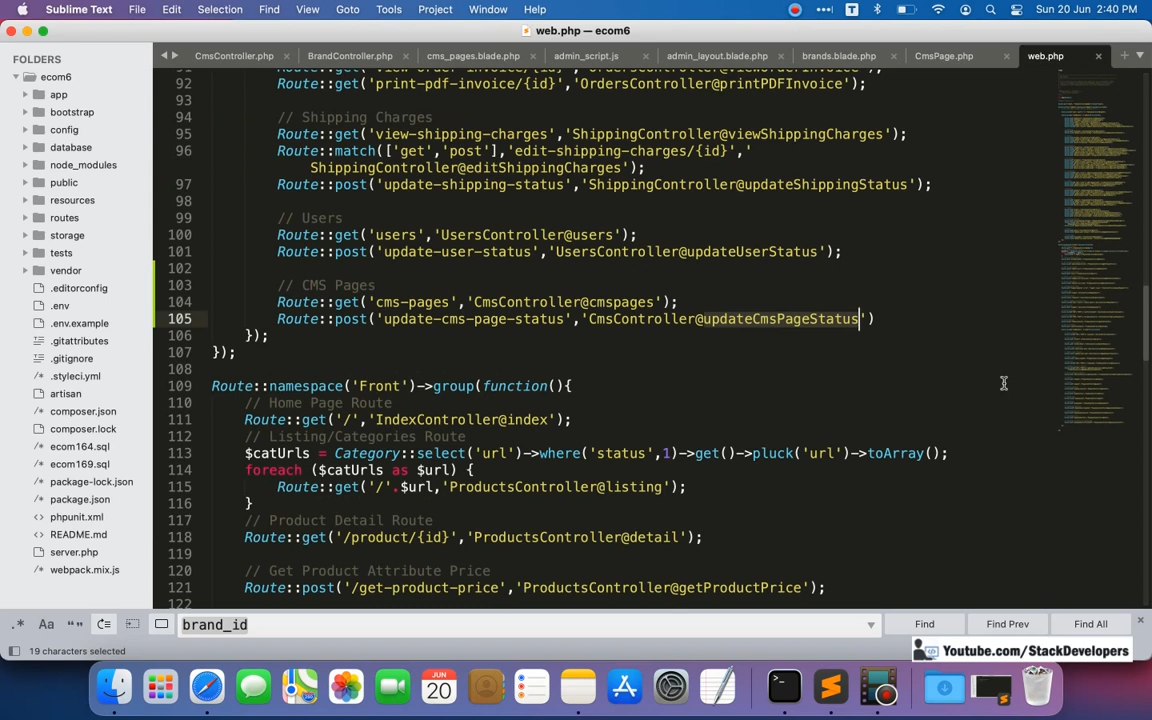 Sublime Text File Edit Selection Find View Goto Tools Project Window Help Sun 20 Jun 2:40 PM
web.php — ecom6
FOLDERS
ecom6
app
bootstrap
config
database
node_modules
public
resources
routes
storage
tests
vendor
.editorconfig
.env
.env.example
.gitattributes
.gitignore
.styleci.yml
artisan
composer.json
composer.lock
ecom164.sql
ecom169.sql
package-lock.json
package.json
phpunit.xml
README.md
server.php
webpack.mix.js
CmsController.php BrandController.php cms_pages.blade.php admin_script.js admin_layout.blade.php brands.blade.php CmsPage.php web.php
91 Route::get('view-order-invoice/{id}','OrdersController@viewOrderInvoice');
92 Route::get('print-pdf-invoice/{id}','OrdersController@printPDFInvoice');
93
94 // Shipping Charges
95 Route::get('view-shipping-charges','ShippingController@viewShippingCharges');
96 Route::match(['get','post'],'edit-shipping-charges/{id}','
ShippingController@editShippingCharges');
97 Route::post('update-shipping-status','ShippingController@updateShippingStatus');
98
99 // Users
100 Route::get('users','UsersController@users');
101 Route::post('update-user-status','UsersController@updateUserStatus');
102
103 // CMS Pages
104 Route::get('cms-pages','CmsController@cmspages');
105 Route::post('update-cms-page-status','CmsController@updateCmsPageStatus')
106 });
107 });
108
109 Route::namespace('Front')->group(function(){
110 // Home Page Route
111 Route::get('/','IndexController@index');
112 // Listing/Categories Route
113 $catUrls = Category::select('url')->where('status',1)->get()->pluck('url')->toArray();
114 foreach ($catUrls as $url) {
115 Route::get('/'.$url,'ProductsController@listing');
116 }
117 // Product Detail Route
118 Route::get('/product/{id}','ProductsController@detail');
119
120 // Get Product Attribute Price
121 Route::post('/get-product-price','ProductsController@getProductPrice');
122
brand_id Find Find Prev Find All
19 characters selected
Youtube.com/StackDevelopers
JUN
20